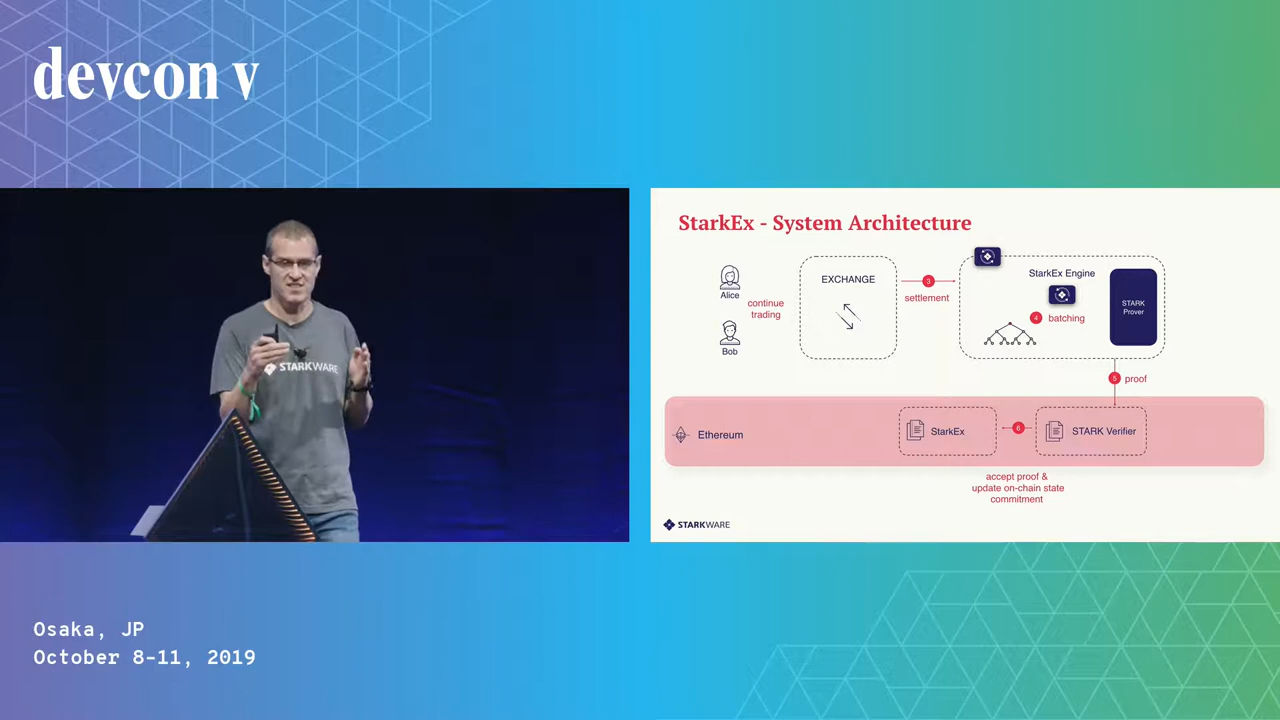 devcon v
STARKWARE
StarkEx - System Architecture
Alice
Bob
continue
trading
EXCHANGE
3
settlement
StarkEx Engine
4 batching
STARK
Prover
5 proof
Ethereum
StarkEx
6
STARK Verifier
accept proof &
update on-chain state
commitment
STARKWARE
Osaka, JP
October 8-11, 2019